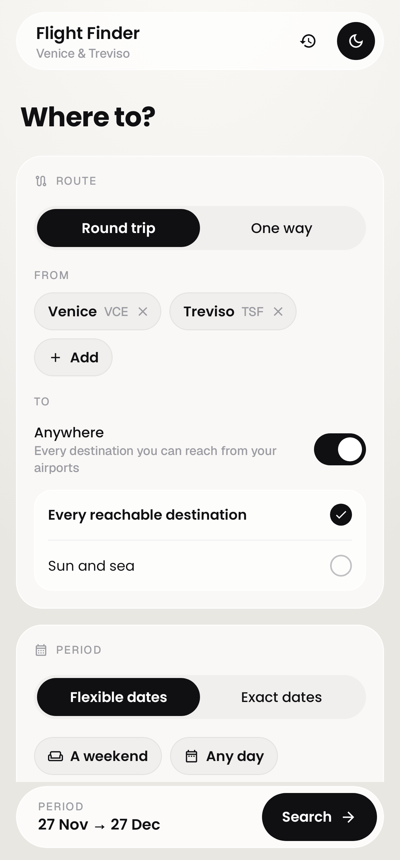 Flight Finder
Venice & Treviso
Where to?
ROUTE
Round trip
One way
FROM
Venice VCE
Treviso TSF
Add
TO
Anywhere
Every destination you can reach from your
airports
Every reachable destination
Sun and sea
PERIOD
Flexible dates
Exact dates
A weekend
Any day
PERIOD
27 Nov → 27 Dec
Search →